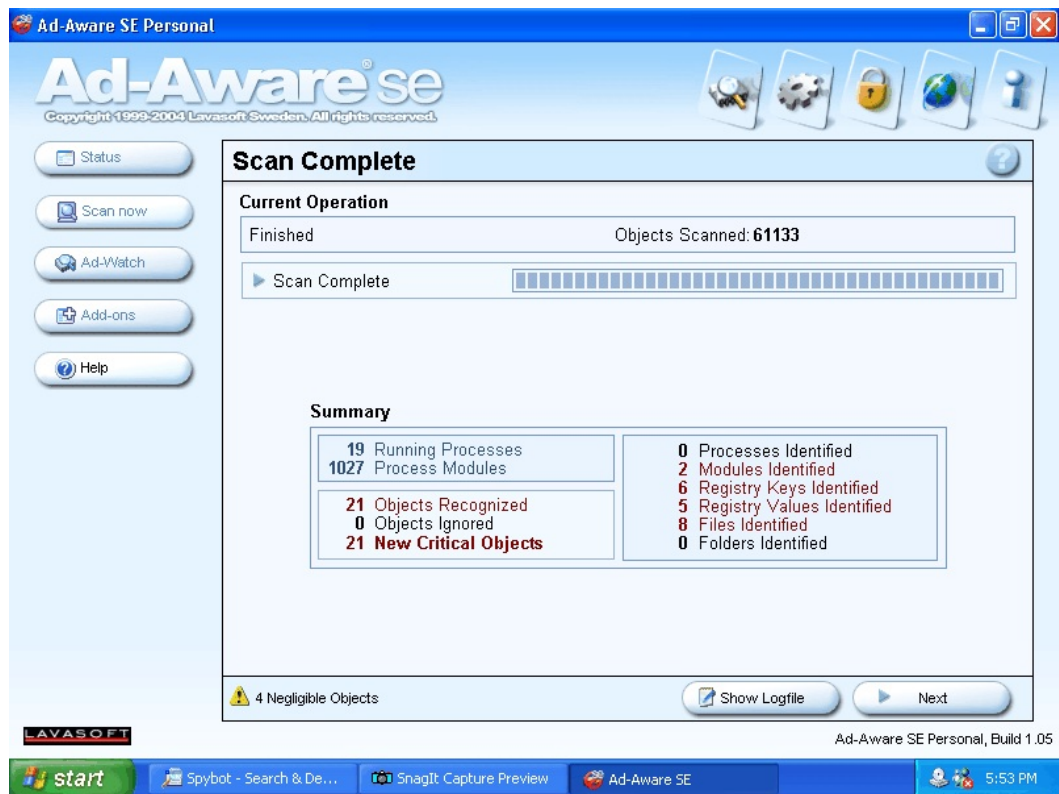 Ad-Aware SE Personal
Ad-Aware® se
Copyright 1999-2004 Lavasoft Sweden. All rights reserved.
Status
Scan now
Ad-Watch
Add-ons
Help
Scan Complete
Current Operation
Finished Objects Scanned: 61133
Scan Complete
Summary
19 Running Processes
1027 Process Modules
21 Objects Recognized
0 Objects Ignored
21 New Critical Objects
0 Processes Identified
2 Modules Identified
6 Registry Keys Identified
5 Registry Values Identified
8 Files Identified
0 Folders Identified
4 Negligible Objects
Show Logfile
Next
LAVASOFT
Ad-Aware SE Personal, Build 1.05
start
Spybot - Search & De...
SnagIt Capture Preview
Ad-Aware SE
5:53 PM